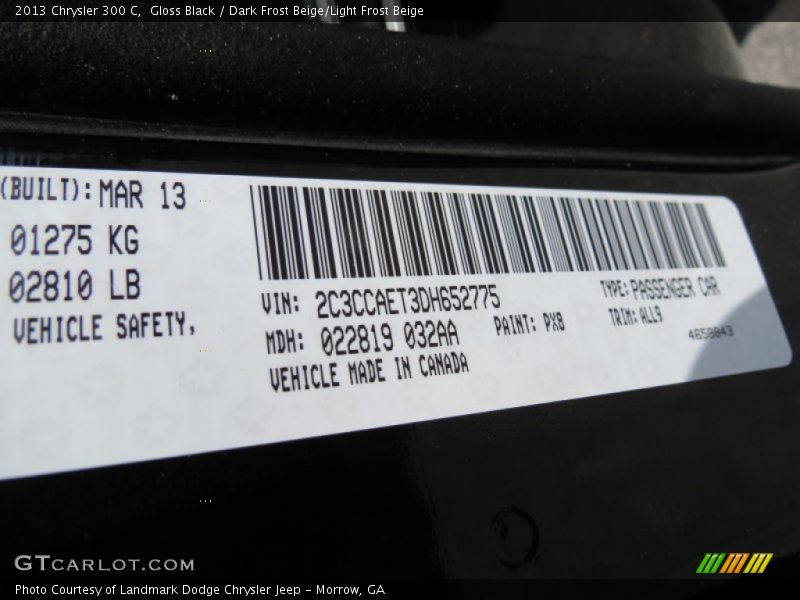 2013 Chrysler 300 C,  Gloss Black / Dark Frost Beige/Light Frost Beige
(BUILT): MAR 13
01275 KG
02810 LB
VEHICLE SAFETY,
VIN: 2C3CCAET3DH652775
TYPE: PASSENGER CAR
MDH: 022819 032AA
PAINT: PX8
TRIM: ALL9
4658843
VEHICLE MADE IN CANADA
GTCARLOT.COM
Photo Courtesy of Landmark Dodge Chrysler Jeep – Morrow, GA